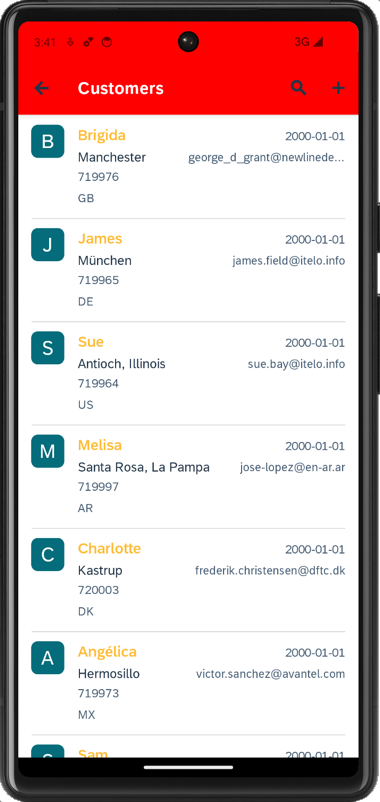 3:41 3G
Customers
B Brigida 2000-01-01
Manchester george_d_grant@newlinede...
719976
GB
J James 2000-01-01
München james.field@itelo.info
719965
DE
S Sue 2000-01-01
Antioch, Illinois sue.bay@itelo.info
719964
US
M Melisa 2000-01-01
Santa Rosa, La Pampa jose-lopez@en-ar.ar
719997
AR
C Charlotte 2000-01-01
Kastrup frederik.christensen@dftc.dk
720003
DK
A Angélica 2000-01-01
Hermosillo victor.sanchez@avantel.com
719973
MX
S Sam 2000-01-01